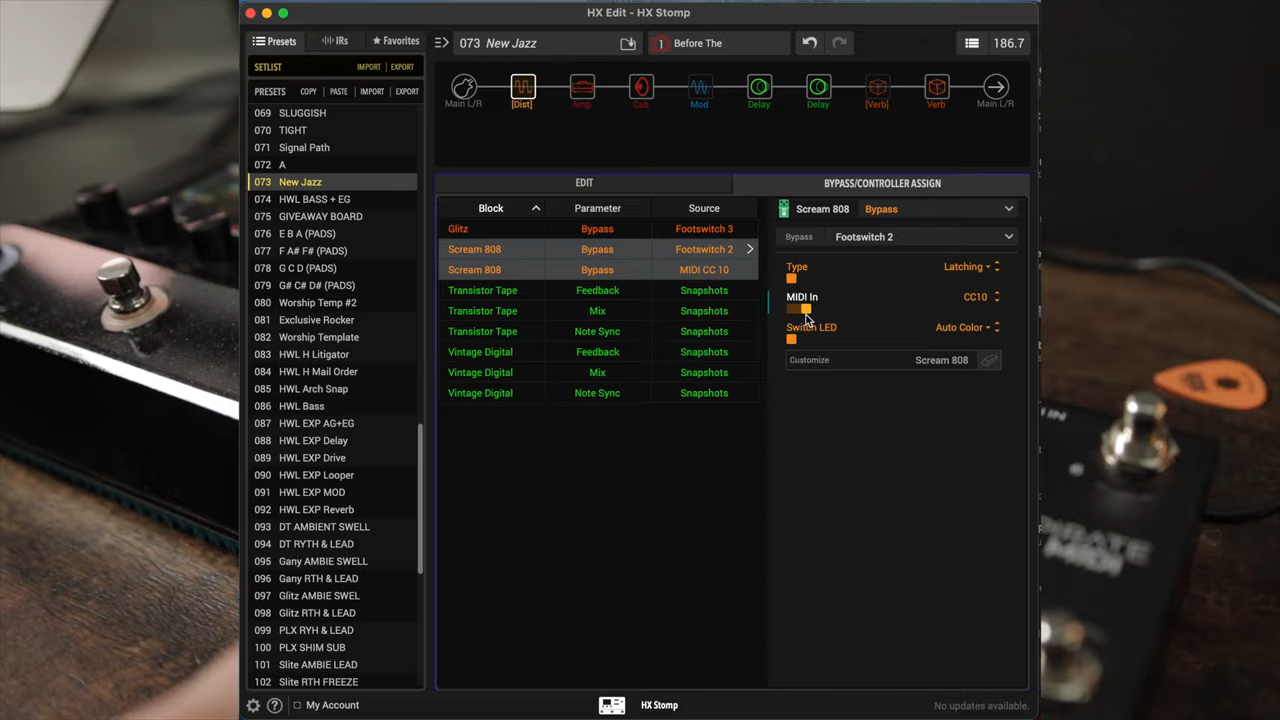 HX Edit - HX Stomp
Presets IRs Favorites
073 New Jazz
1 Before The
186.7
SETLIST IMPORT | EXPORT
PRESETS COPY | PASTE IMPORT | EXPORT
069 SLUGGISH
070 TIGHT
071 Signal Path
072 A
073 New Jazz
074 HWL BASS + EG
075 GIVEAWAY BOARD
076 E B A (PADS)
077 F A# F# (PADS)
078 G C D (PADS)
079 G# C# D# (PADS)
080 Worship Temp #2
081 Exclusive Rocker
082 Worship Template
083 HWL H Litigator
084 H HWL Mail Order
085 HWL Arch Snap
086 HWL Bass
087 HWL EXP AG+EG
088 HWL EXP Delay
089 HWL EXP Drive
090 HWL EXP Looper
091 HWL EXP MOD
092 HWL EXP Reverb
093 DT AMBIENT SWELL
094 DT RYTH & LEAD
095 Gany AMBIE SWELL
096 Gany RTH & LEAD
097 Glitz AMBIE SWEL
098 Glitz RTH & LEAD
099 PLX RYH & LEAD
100 PLX SHIM SUB
101 Slite AMBIE LEAD
102 Slite RTH FREEZE
Main L/R [Dist] Amp Cab Mod Delay Delay [Verb] Verb Main L/R
EDIT
BYPASS/CONTROLLER ASSIGN
Block Parameter Source
Glitz Bypass Footswitch 3
Scream 808 Bypass Footswitch 2
Scream 808 Bypass MIDI CC 10
Transistor Tape Feedback Snapshots
Transistor Tape Mix Snapshots
Transistor Tape Note Sync Snapshots
Vintage Digital Feedback Snapshots
Vintage Digital Mix Snapshots
Vintage Digital Note Sync Snapshots
Scream 808 Bypass
Bypass Footswitch 2
Type Latching
MIDI In CC10
Switch LED Auto Color
Customize Scream 808
My Account
HX Stomp
No updates available.
IN
PIRATE
MIDI